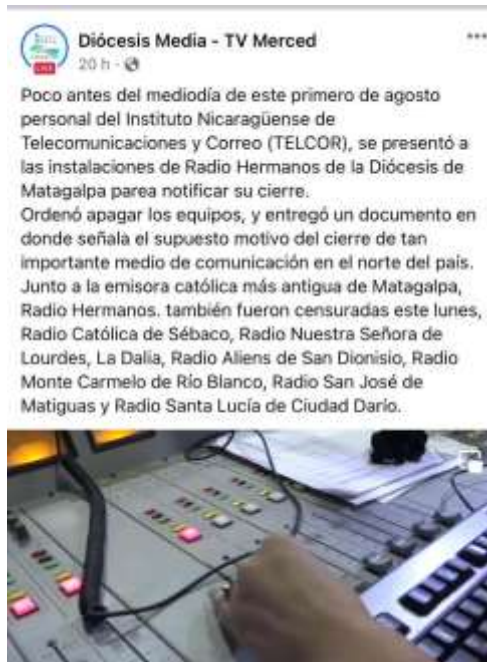 Diócesis Media - TV Merced
20 h
Poco antes del mediodía de este primero de agosto
personal del Instituto Nicaragüense de
Telecomunicaciones y Correo (TELCOR), se presentó a
las instalaciones de Radio Hermanos de la Diócesis de
Matagalpa parea notificar su cierre.
Ordenó apagar los equipos, y entregó un documento en
donde señala el supuesto motivo del cierre de tan
importante medio de comunicación en el norte del país.
Junto a la emisora católica más antigua de Matagalpa,
Radio Hermanos. también fueron censuradas este lunes,
Radio Católica de Sébaco, Radio Nuestra Señora de
Lourdes, La Dalia, Radio Aliens de San Dionisio, Radio
Monte Carmelo de Río Blanco, Radio San José de
Matiguas y Radio Santa Lucía de Ciudad Darío.